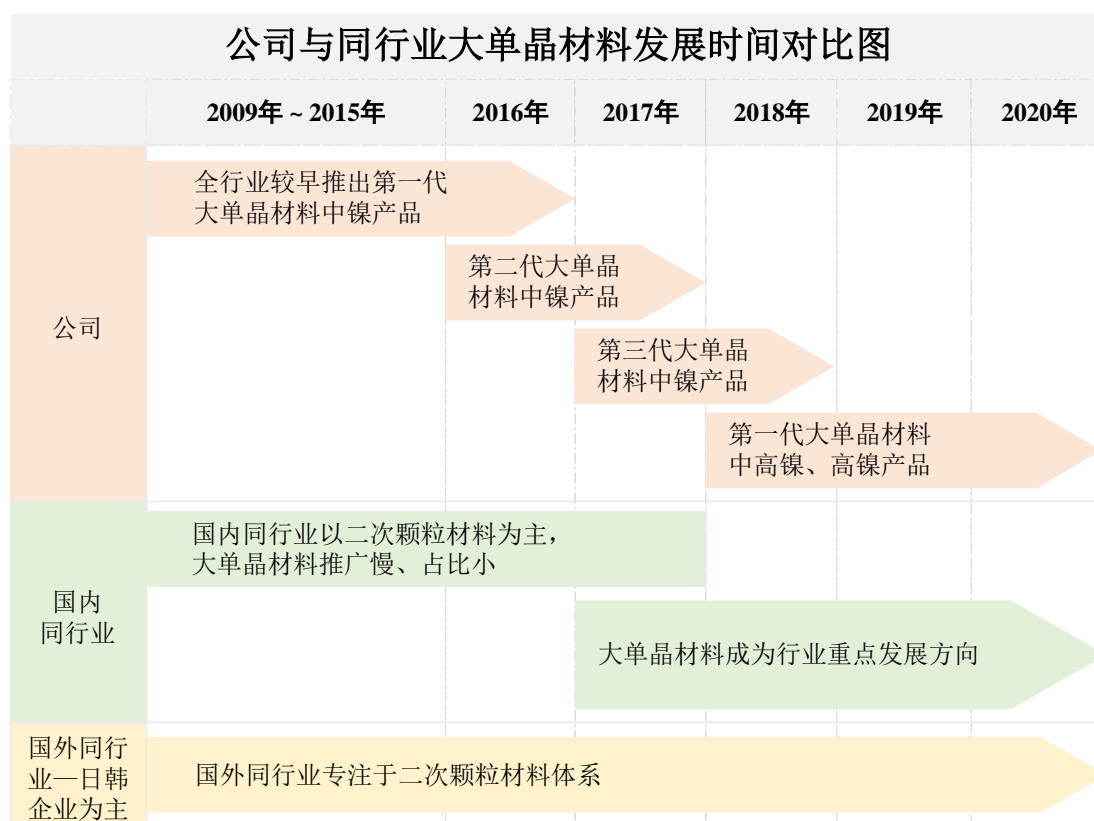 公司与同行业大单晶材料发展时间对比图
2009年 ~ 2015年 2016年 2017年 2018年 2019年 2020年
公司
全行业较早推出第一代
大单晶材料中镍产品
第二代大单晶
材料中镍产品
第三代大单晶
材料中镍产品
第一代大单晶材料
中高镍、高镍产品
国内
同行业
国内同行业以二次颗粒材料为主，
大单晶材料推广慢、占比小
大单晶材料成为行业重点发展方向
国外同行
业—日韩
企业为主
国外同行业专注于二次颗粒材料体系